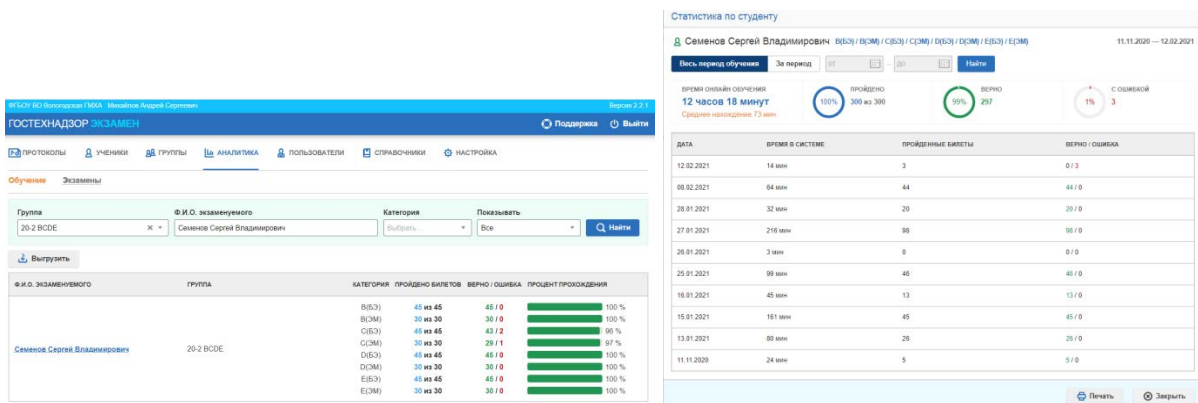 ФГБОУ ВО Вологодская ГМХА Михайлов Андрей Сергеевич Версия 2.2.1
ГОСТЕХНАДЗОР ЭКЗАМЕН Поддержка Выйти
ПРОТОКОЛЫ УЧЕНИКИ ГРУППЫ АНАЛИТИКА ПОЛЬЗОВАТЕЛИ СПРАВОЧНИКИ НАСТРОЙКА
Обучение Экзамены
Группа Ф.И.О. экзаменуемого Категория Показывать
20-2 BCDE Семенов Сергей Владимирович Выбрать... Все Найти
Выгрузить
Ф.И.О. ЭКЗАМЕНУЕМОГО ГРУППА КАТЕГОРИЯ ПРОЙДЕНО БИЛЕТОВ ВЕРНО / ОШИБКА ПРОЦЕНТ ПРОХОЖДЕНИЯ
B(БЭ) 45 из 45 45 / 0 100 %
B(ЭМ) 30 из 30 30 / 0 100 %
C(БЭ) 45 из 45 43 / 2 96 %
C(ЭМ) 30 из 30 29 / 1 97 %
Семенов Сергей Владимирович 20-2 BCDE
D(БЭ) 45 из 45 45 / 0 100 %
D(ЭМ) 30 из 30 30 / 0 100 %
E(БЭ) 45 из 45 45 / 0 100 %
E(ЭМ) 30 из 30 30 / 0 100 %
Статистика по студенту
Семенов Сергей Владимирович B(БЭ) / B(ЭМ) / C(БЭ) / C(ЭМ) / D(БЭ) / D(ЭМ) / E(БЭ) / E(ЭМ) 11.11.2020 — 12.02.2021
Весь период обучения За период от – до Найти
ВРЕМЯ ОНЛАЙН ОБУЧЕНИЯ ПРОЙДЕНО ВЕРНО С ОШИБКОЙ
12 часов 18 минут 100% 300 из 300 99% 297 1% 3
Среднее нахождение 73 мин
ДАТА ВРЕМЯ В СИСТЕМЕ ПРОЙДЕННЫЕ БИЛЕТЫ ВЕРНО / ОШИБКА
12.02.2021 14 мин 3 0 / 3
08.02.2021 64 мин 44 44 / 0
28.01.2021 32 мин 20 20 / 0
27.01.2021 216 мин 98 98 / 0
26.01.2021 3 мин 0 0 / 0
25.01.2021 99 мин 46 46 / 0
16.01.2021 45 мин 13 13 / 0
15.01.2021 161 мин 45 45 / 0
13.01.2021 80 мин 26 26 / 0
11.11.2020 24 мин 5 5 / 0
Печать Закрыть